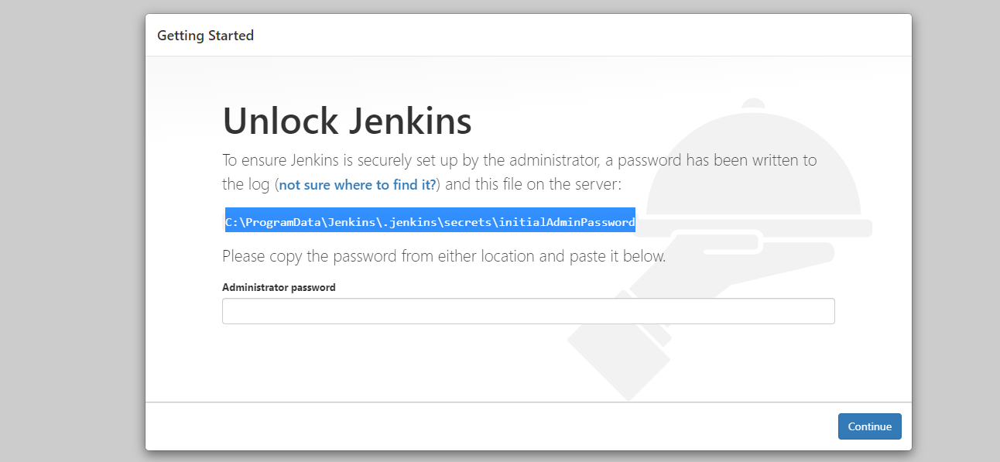 Getting Started
Unlock Jenkins
To ensure Jenkins is securely set up by the administrator, a password has been written to
the log (not sure where to find it?) and this file on the server:
C:\ProgramData\Jenkins\.jenkins\secrets\initialAdminPassword
Please copy the password from either location and paste it below.
Administrator password
Continue